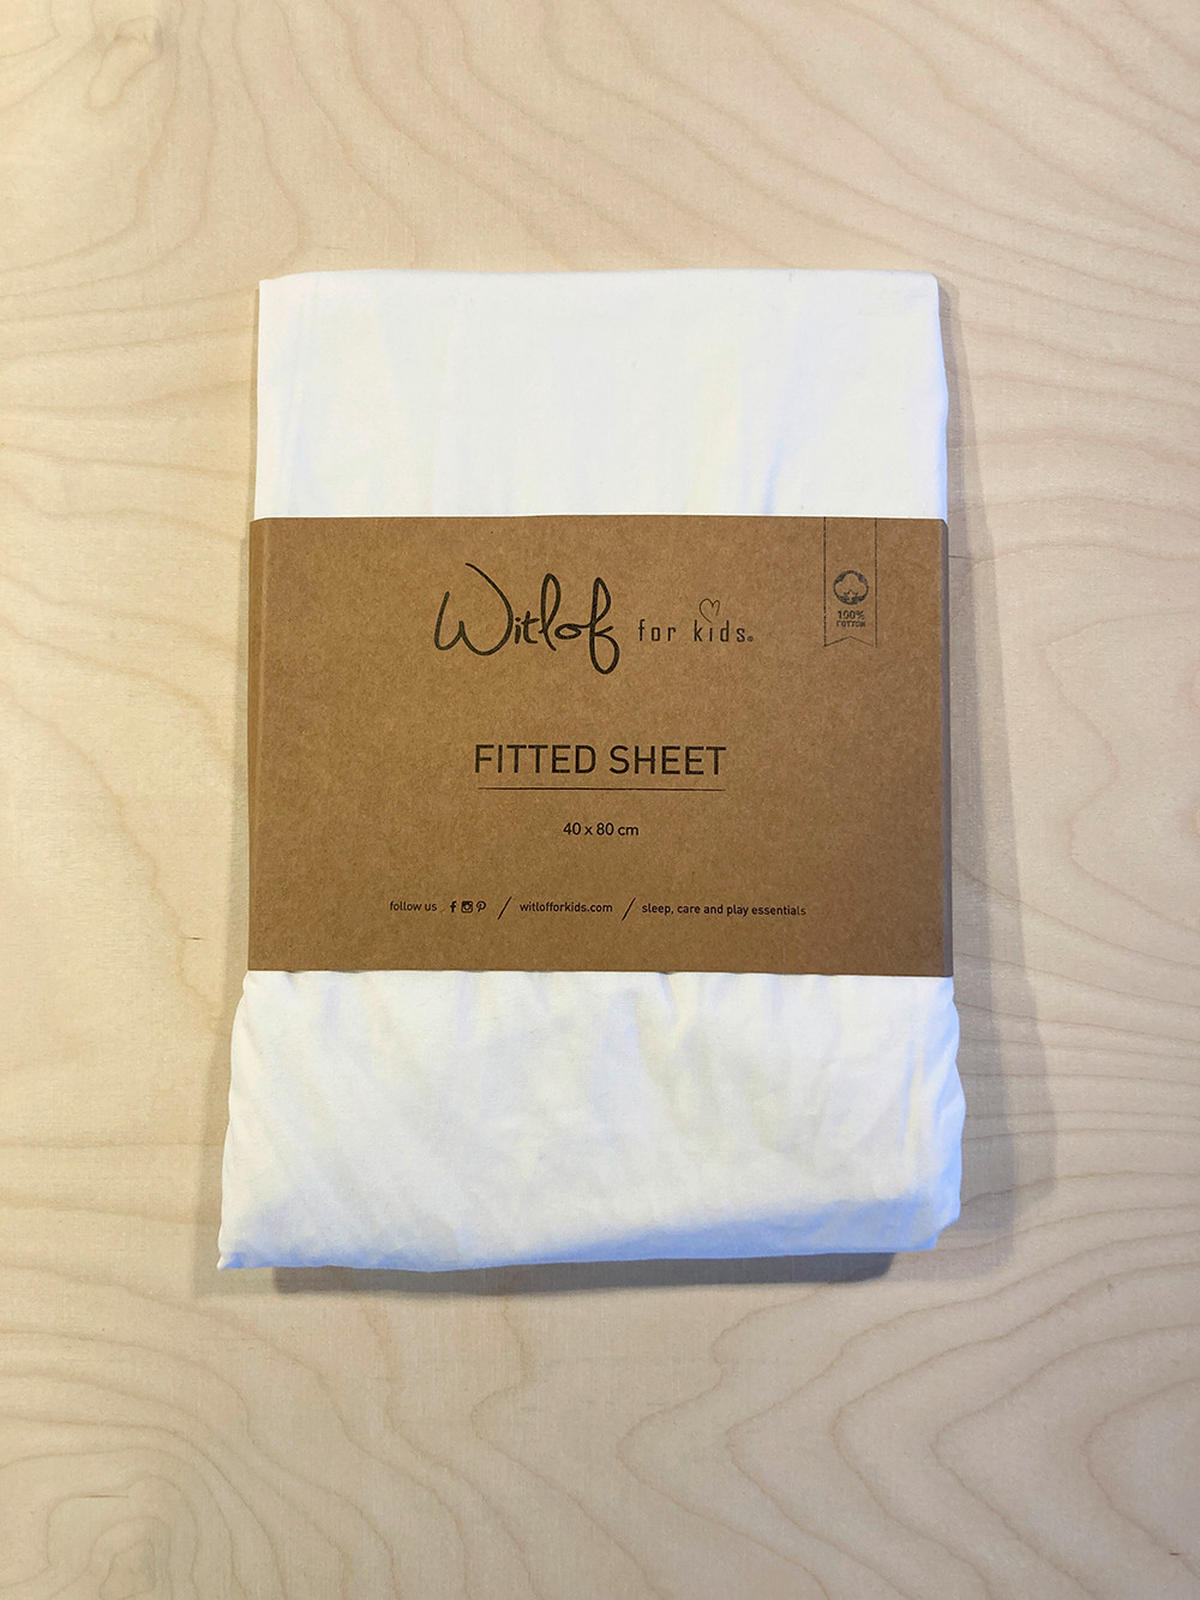 Witlof for kids®
100%
COTTON
FITTED SHEET
40 x 80 cm
follow us / witlofforkids.com / sleep, care and play essentials